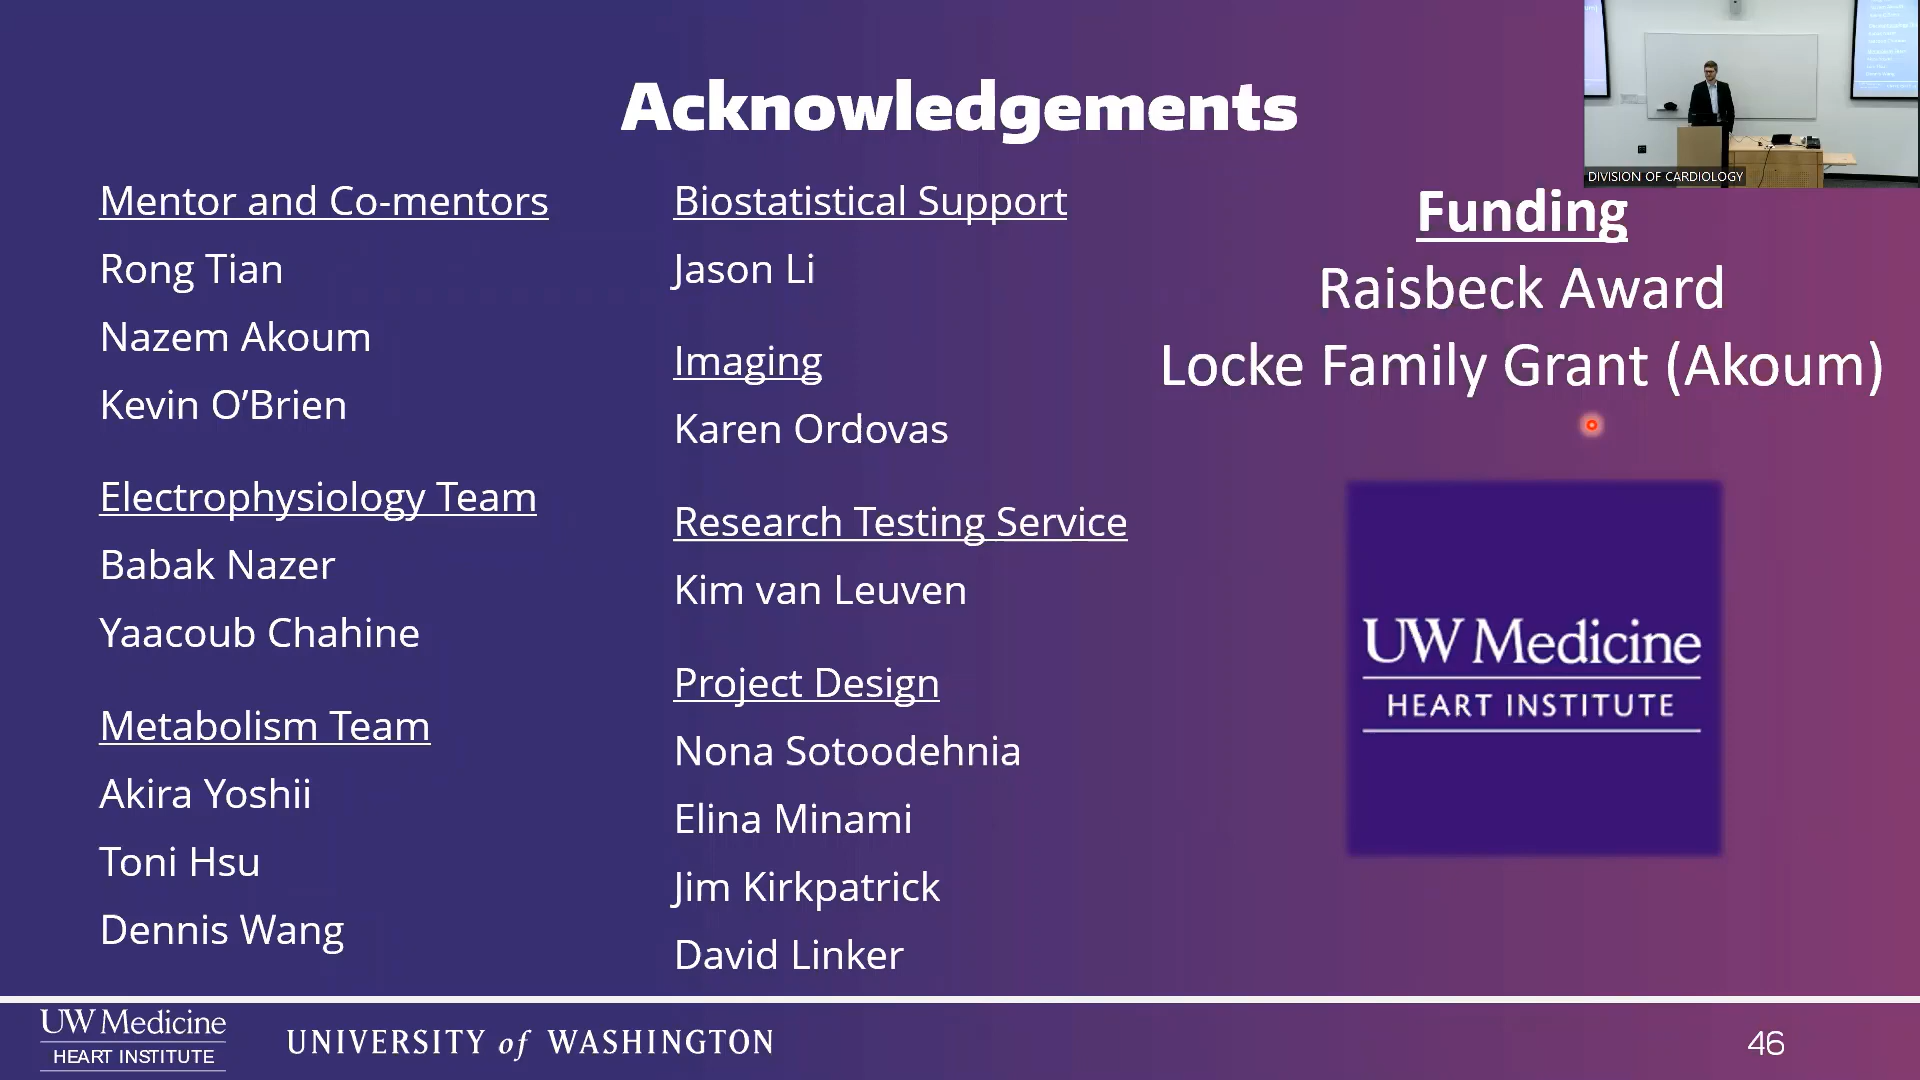 Acknowledgements
Mentor and Co-mentors
Rong Tian
Nazem Akoum
Kevin O’Brien
Electrophysiology Team
Babak Nazer
Yaacoub Chahine
Metabolism Team
Akira Yoshii
Toni Hsu
Dennis Wang
Biostatistical Support
Jason Li
Imaging
Karen Ordovas
Research Testing Service
Kim van Leuven
Project Design
Nona Sotoodehnia
Elina Minami
Jim Kirkpatrick
David Linker
DIVISION OF CARDIOLOGY
Funding
Raisbeck Award
Locke Family Grant (Akoum)
UW Medicine
HEART INSTITUTE
UW Medicine
HEART INSTITUTE
UNIVERSITY of WASHINGTON
46